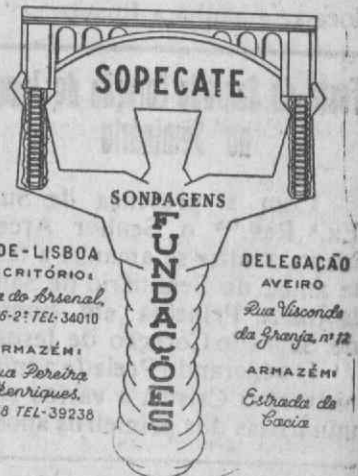 SOPECATE
SONDAGENS
FUNDAÇÕES
DE-LISBOA
CRITÓRIO:
a do Arsenal,
6-2º TEL-34010
RMAZÉM:
ua Pereira
Henriques,
8 TEL-39238
DELEGAÇÃO
AVEIRO
Rua Visconde
da Granja, nº 12
ARMAZÉM:
Estrada de
Cacia